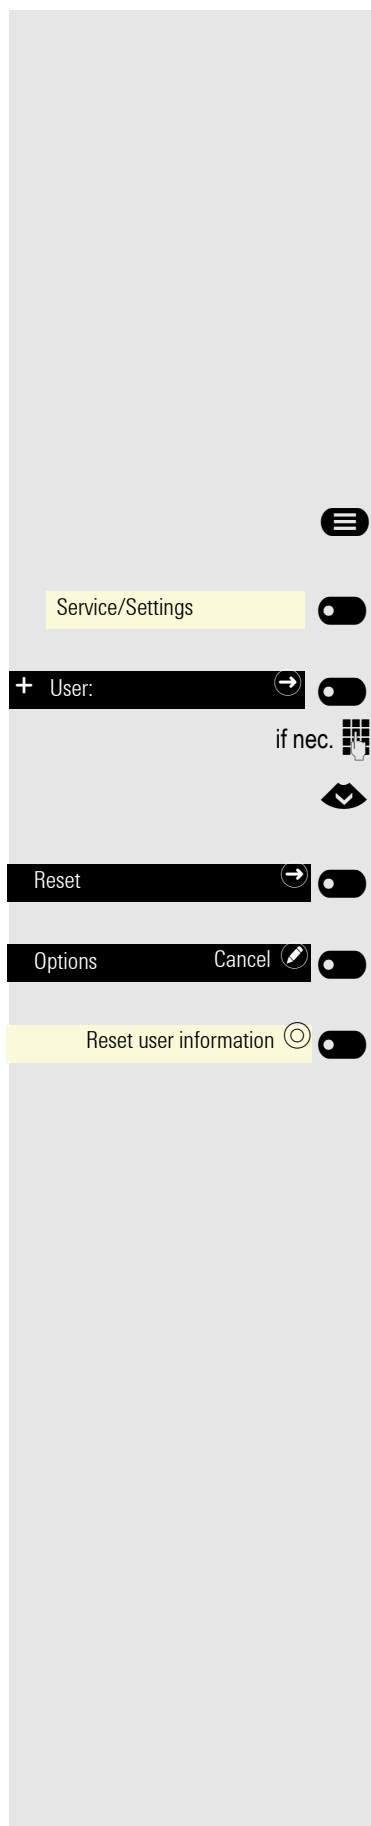 Service/Settings
+ User:
if nec.
Reset
Options Cancel
Reset user information